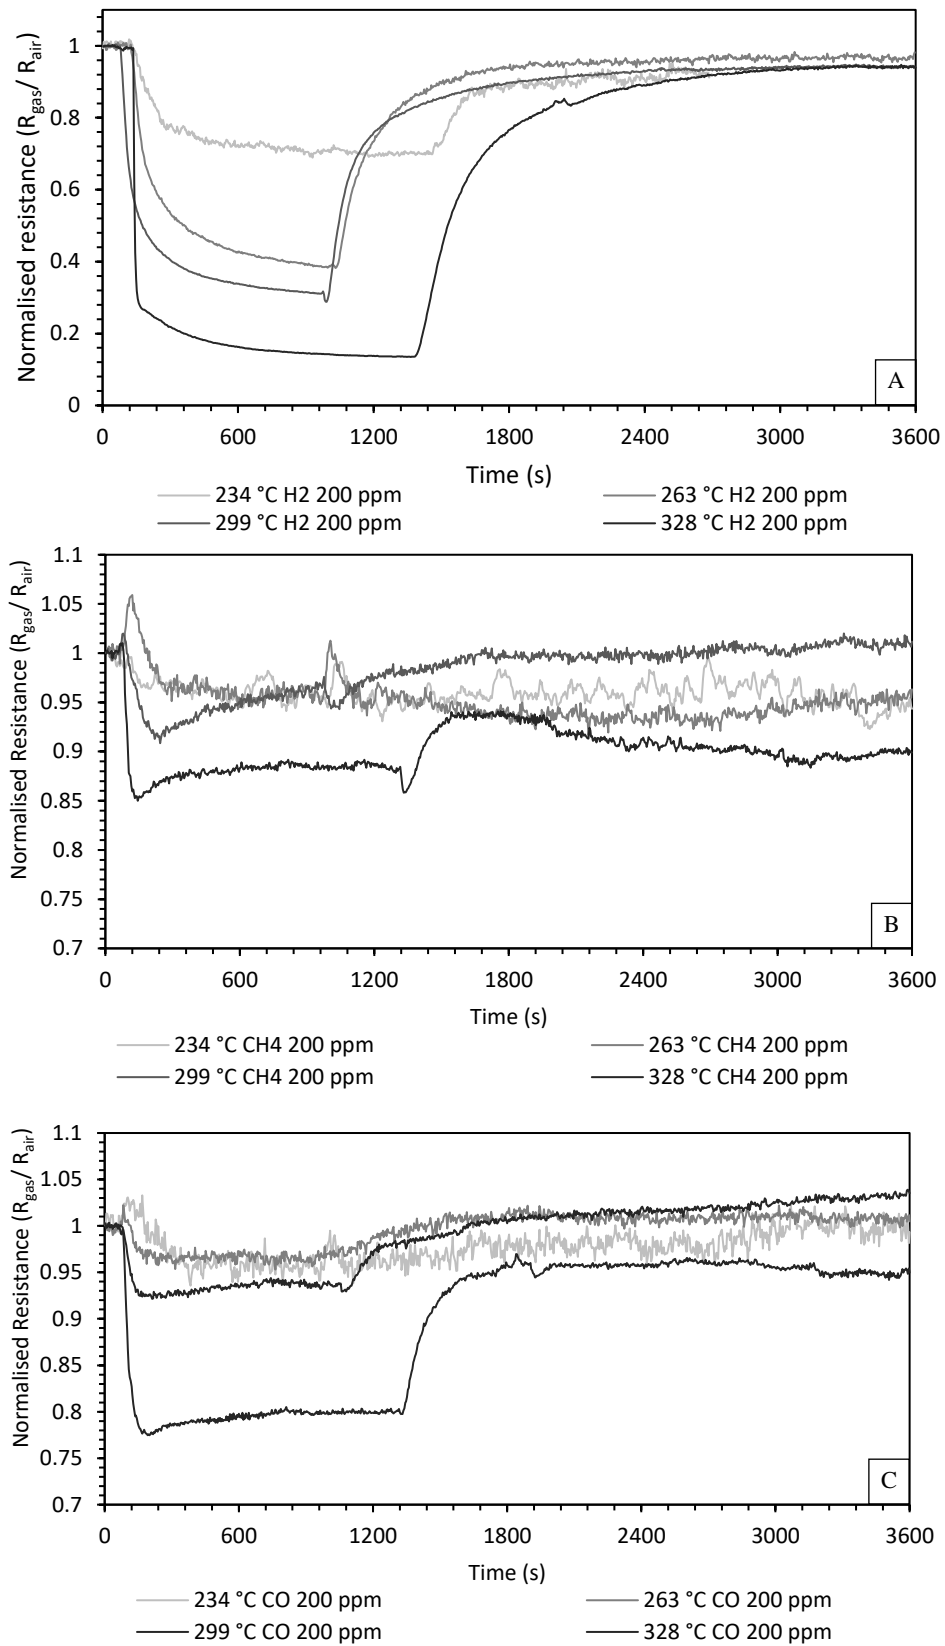 Normalised resistance (Rgas/ Rair)
1
0.8
0.6
0.4
0.2
0
A
0 600 1200 1800 2400 3000 3600
Time (s)
234 °C H2 200 ppm 263 °C H2 200 ppm
299 °C H2 200 ppm 328 °C H2 200 ppm
Normalised Resistance (Rgas/ Rair)
1.1
1.05
1
0.95
0.9
0.85
0.8
0.75
0.7
B
0 600 1200 1800 2400 3000 3600
Time (s)
234 °C CH4 200 ppm 263 °C CH4 200 ppm
299 °C CH4 200 ppm 328 °C CH4 200 ppm
Normalised Resistance (Rgas/ Rair)
1.1
1.05
1
0.95
0.9
0.85
0.8
0.75
0.7
C
0 600 1200 1800 2400 3000 3600
Time (s)
234 °C CO 200 ppm 263 °C CO 200 ppm
299 °C CO 200 ppm 328 °C CO 200 ppm